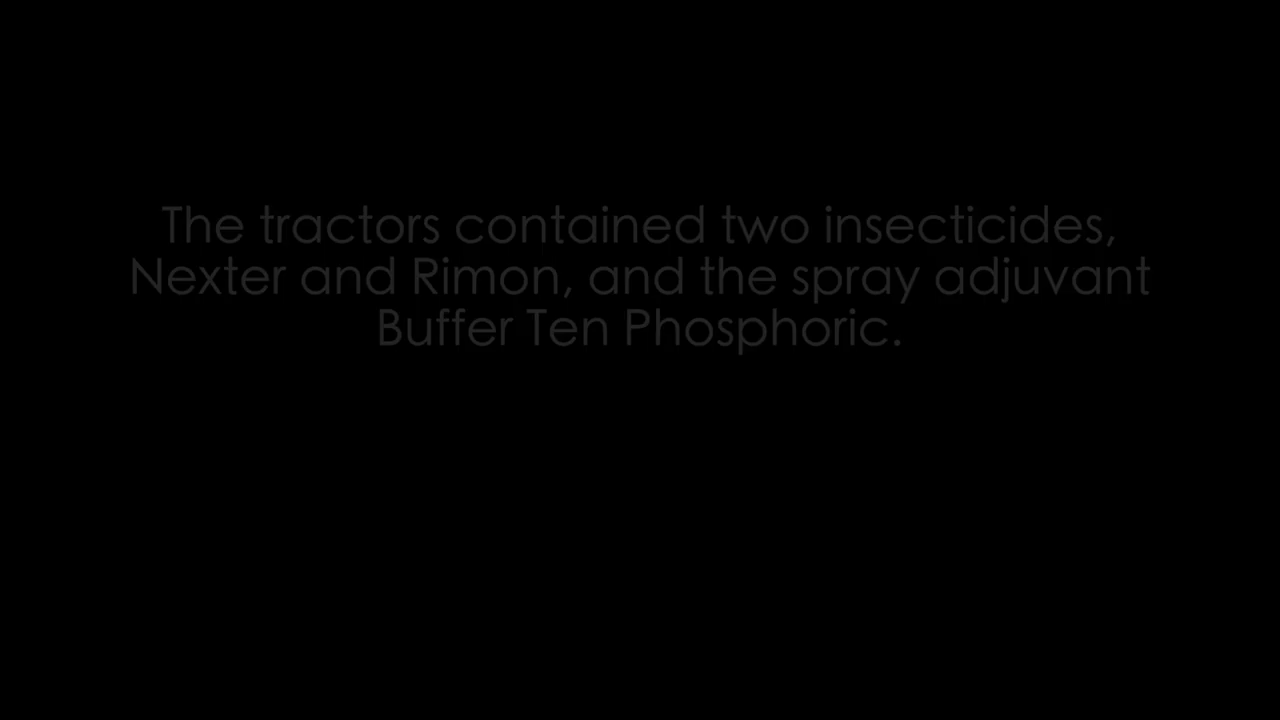 The tractors contained two insecticides,
Nexter and Rimon, and the spray adjuvant
Buffer Ten Phosphoric.